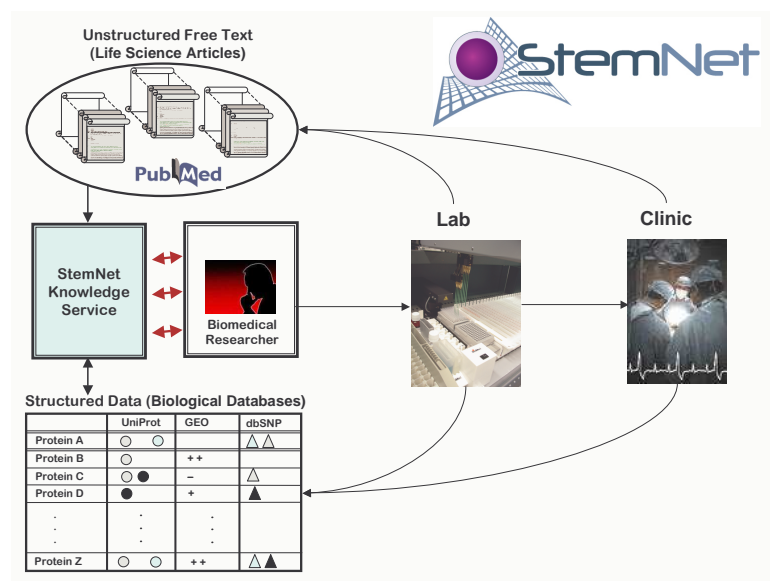 Unstructured Free Text
(Life Science Articles)
StemNet
PubMed
Lab
Clinic
StemNet
Knowledge
Service
Biomedical
Researcher
Structured Data (Biological Databases)
UniProt GEO dbSNP
Protein A
Protein B ++
Protein C –
Protein D +
. . .
. . .
. . .
Protein Z ++